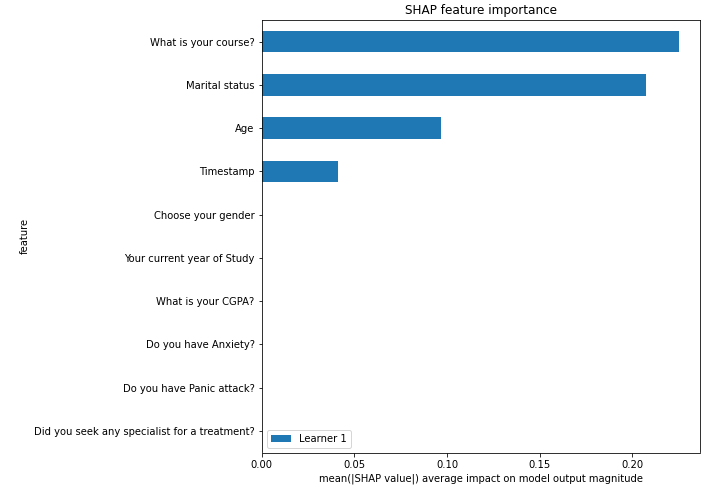 SHAP feature importance
What is your course?
Marital status
Age
Timestamp
Choose your gender
Your current year of Study
What is your CGPA?
Do you have Anxiety?
Do you have Panic attack?
Did you seek any specialist for a treatment?
feature
Learner 1
0.00 0.05 0.10 0.15 0.20
mean(|SHAP value|) average impact on model output magnitude